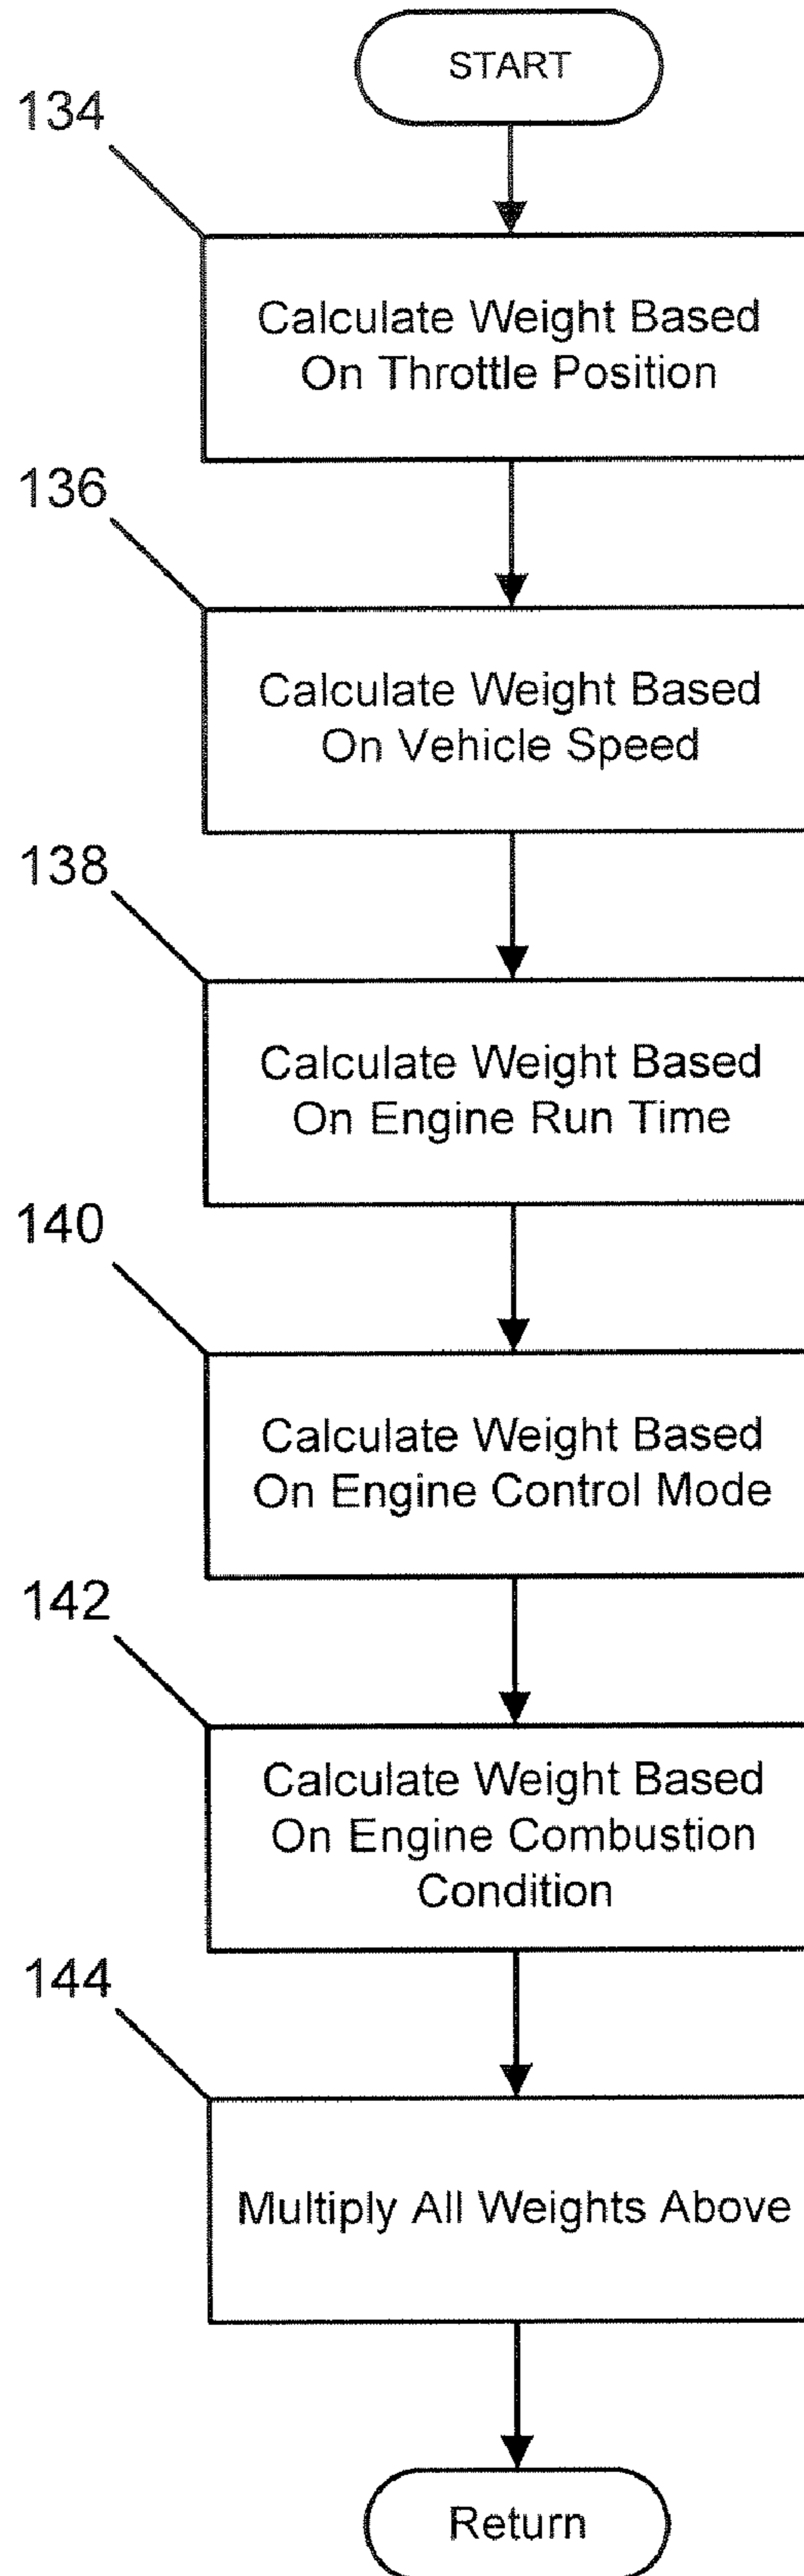 START
134
Calculate Weight Based
On Throttle Position
136
Calculate Weight Based
On Vehicle Speed
138
Calculate Weight Based
On Engine Run Time
140
Calculate Weight Based
On Engine Control Mode
142
Calculate Weight Based
On Engine Combustion
Condition
144
Multiply All Weights Above
Return